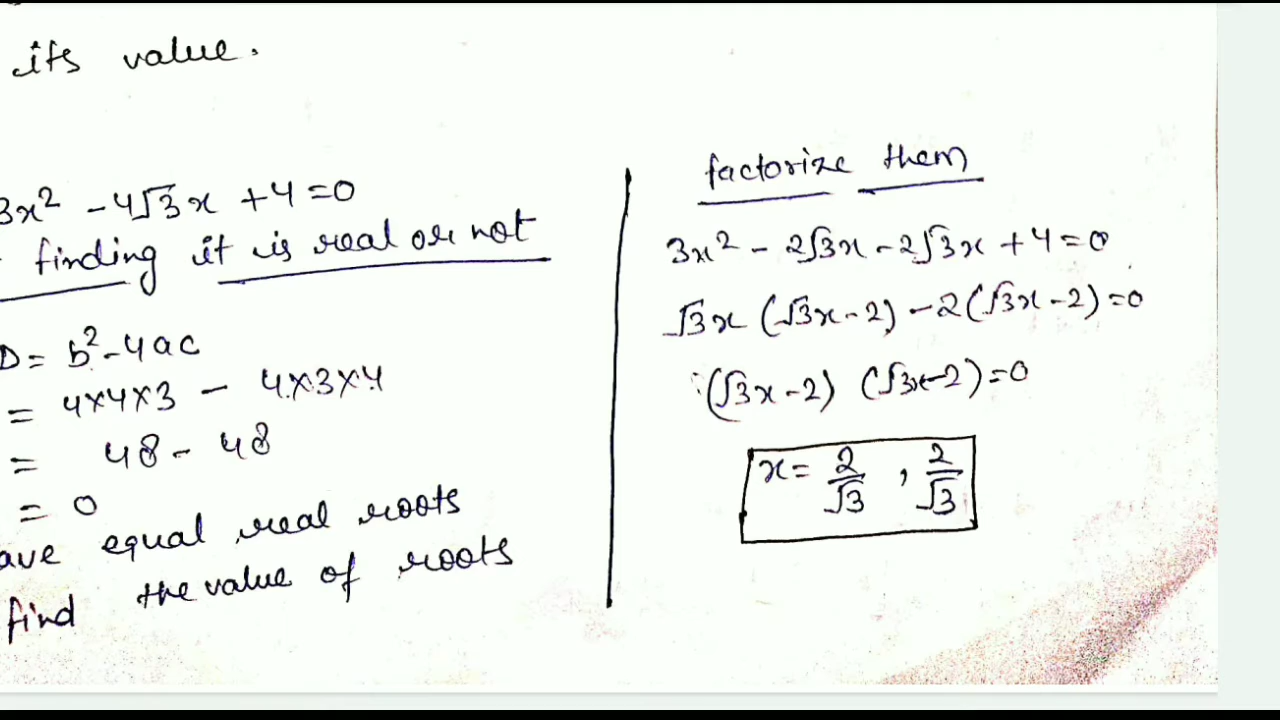 its value.
3x² - 4√3x + 4 = 0
finding it is real or not
D = b² - 4ac
= 4×4×3 - 4×3×4
= 48 - 48
= 0
ave equal real roots
find the value of roots
factorize them
3x² - 2√3x - 2√3x + 4 = 0
√3x (√3x - 2) - 2(√3x - 2) = 0
(√3x - 2) (√3x - 2) = 0
x = 2/√3 , 2/√3